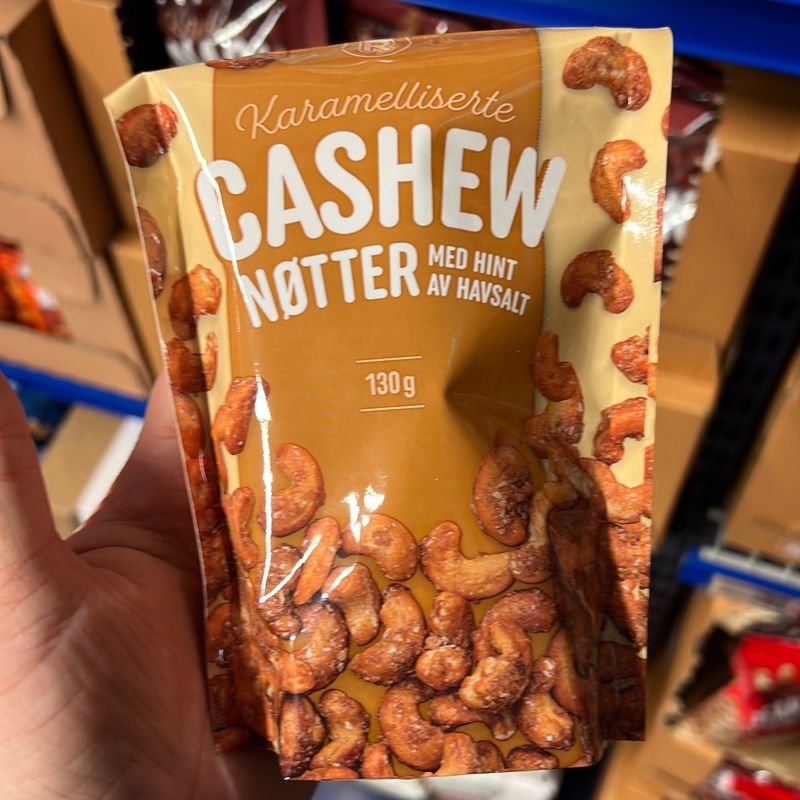 Karamelliserte
CASHEW
NØTTER
MED HINT
AV HAVSALT
130g